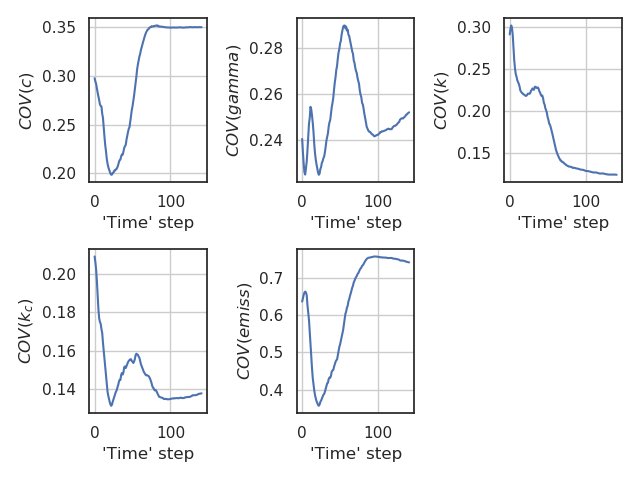 COV(c)
0.35
0.30
0.25
0.20
0
100
'Time' step
COV(gamma)
0.28
0.26
0.24
0
100
'Time' step
COV(k)
0.30
0.25
0.20
0.15
0
100
'Time' step
COV(k_c)
0.20
0.18
0.16
0.14
0
100
'Time' step
COV(emiss)
0.7
0.6
0.5
0.4
0
100
'Time' step